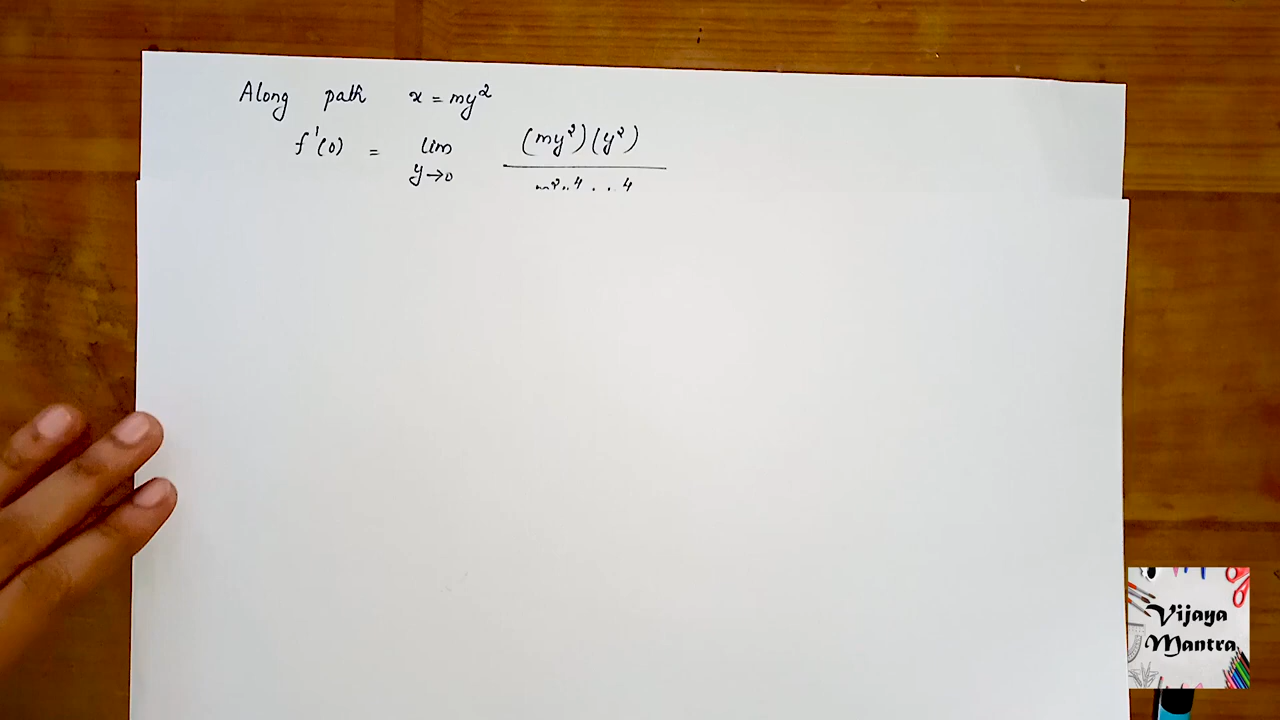 Along path x = my²
f'(0) = lim (my²)(y²)
y→0
Vijaya
Mantra